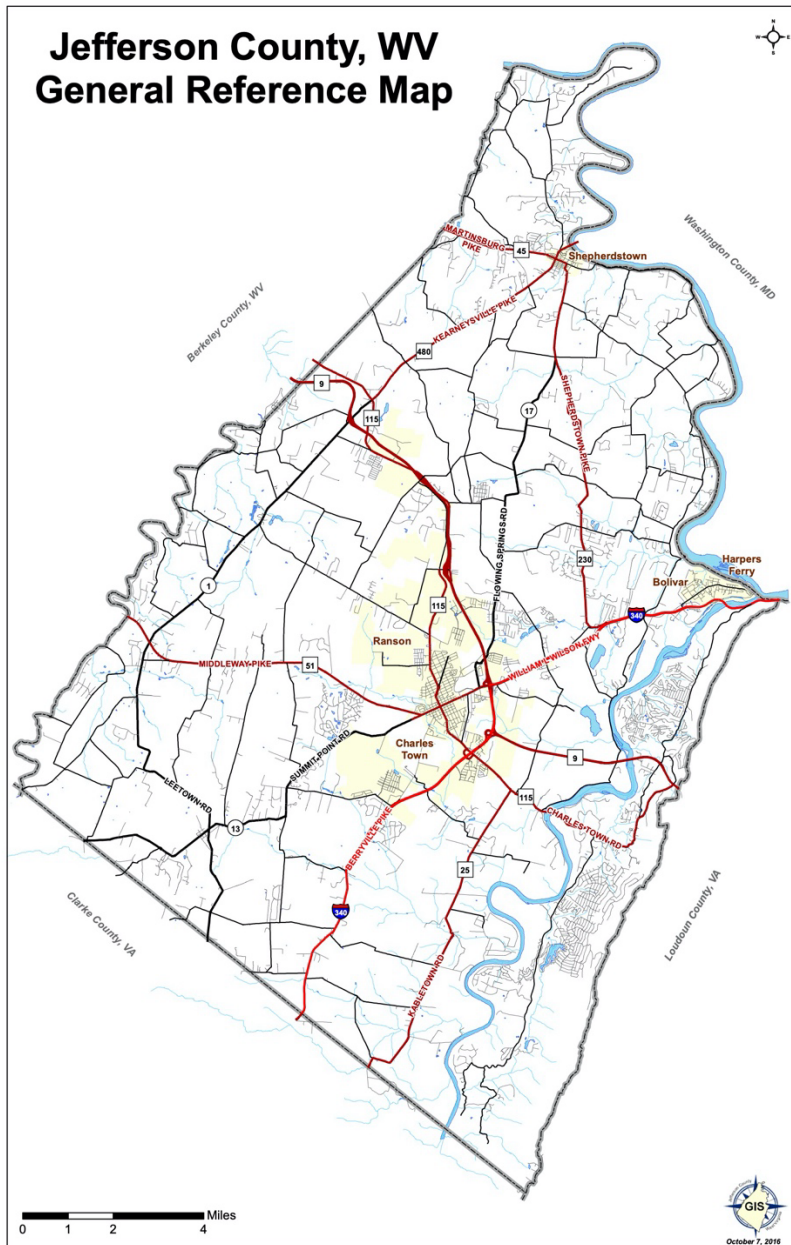 Jefferson County, WV
General Reference Map
N
W
E
S
Washington County, MD
MARTINSBURG
PIKE
45
Shepherdstown
Berkeley County, WV
KEARNEYSVILLE PIKE
480
9
115
17
SHEPHERDSTOWN PIKE
FLOWING SPRINGS RD
230
Harpers
Ferry
Bolivar
1
115
340
Ranson
WILLIAM L WILSON FWY
MIDDLEWAY PIKE
51
SUMMIT POINT RD
Charles
Town
9
LEETOWN RD
13
BERRYVILLE PIKE
115
CHARLES TOWN RD
25
340
KABLETOWN RD
Clarke County, VA
Loudoun County, VA
0 1 2 4 Miles
Jefferson County
GIS
October 7, 2016